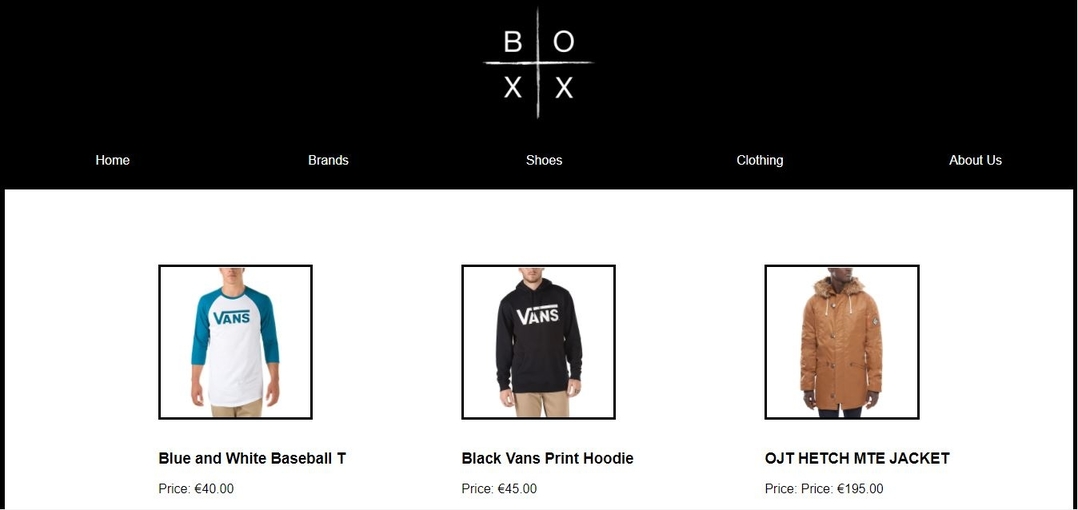 B O
X X
Home Brands Shoes Clothing About Us
VANS VANS
Blue and White Baseball T Black Vans Print Hoodie OJT HETCH MTE JACKET
Price: €40.00 Price: €45.00 Price: Price: €195.00